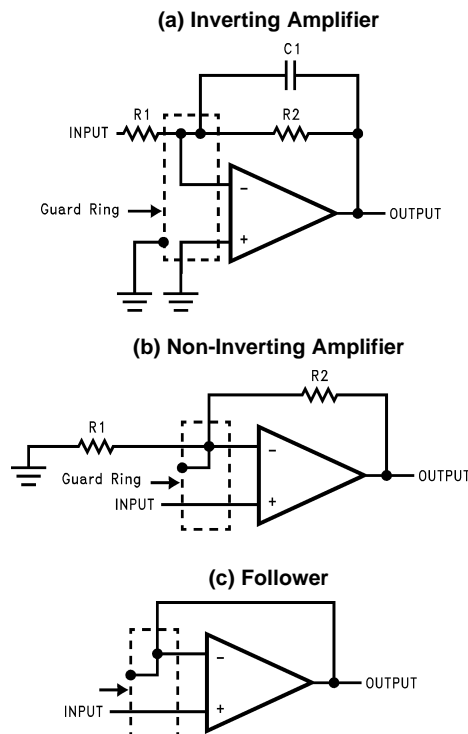 (a) Inverting Amplifier
C1
R1
R2
INPUT
-
Guard Ring
OUTPUT
+
(b) Non-Inverting Amplifier
R2
R1
-
Guard Ring
OUTPUT
INPUT
+
(c) Follower
-
OUTPUT
INPUT
+